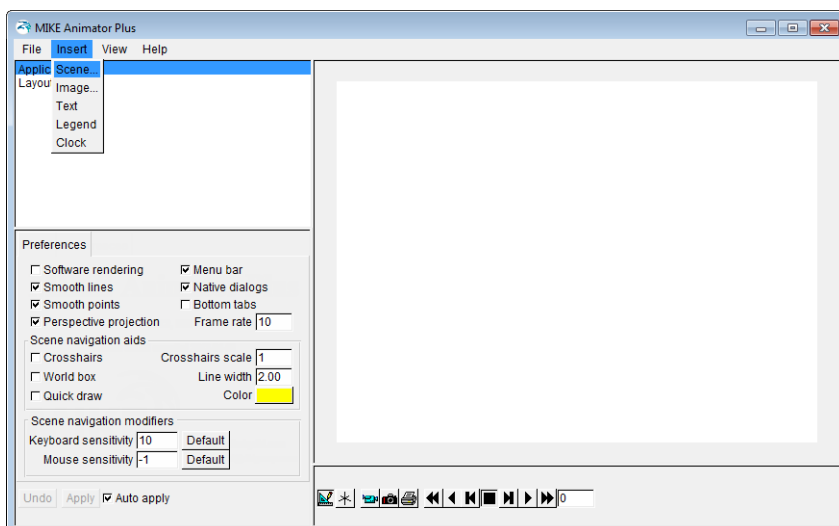 MIKE Animator Plus
File Insert View Help
Scene...
Image...
Text
Legend
Clock
Applic
Layou
Preferences
Software rendering Menu bar
Smooth lines Native dialogs
Smooth points Bottom tabs
Perspective projection Frame rate 10
Scene navigation aids
Crosshairs Crosshairs scale 1
World box Line width 2.00
Quick draw Color
Scene navigation modifiers
Keyboard sensitivity 10 Default
Mouse sensitivity -1 Default
Undo Apply Auto apply
0